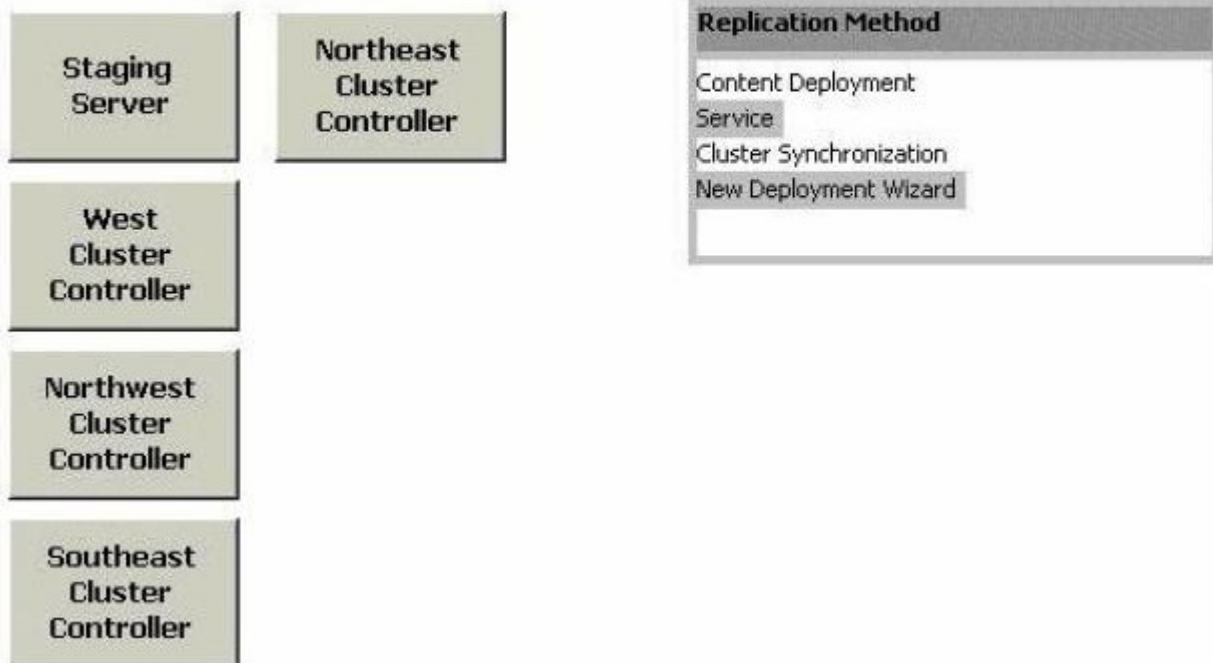 Staging
Server
Northeast
Cluster
Controller
West
Cluster
Controller
Northwest
Cluster
Controller
Southeast
Cluster
Controller
Replication Method
Content Deployment
Service
Cluster Synchronization
New Deployment Wizard